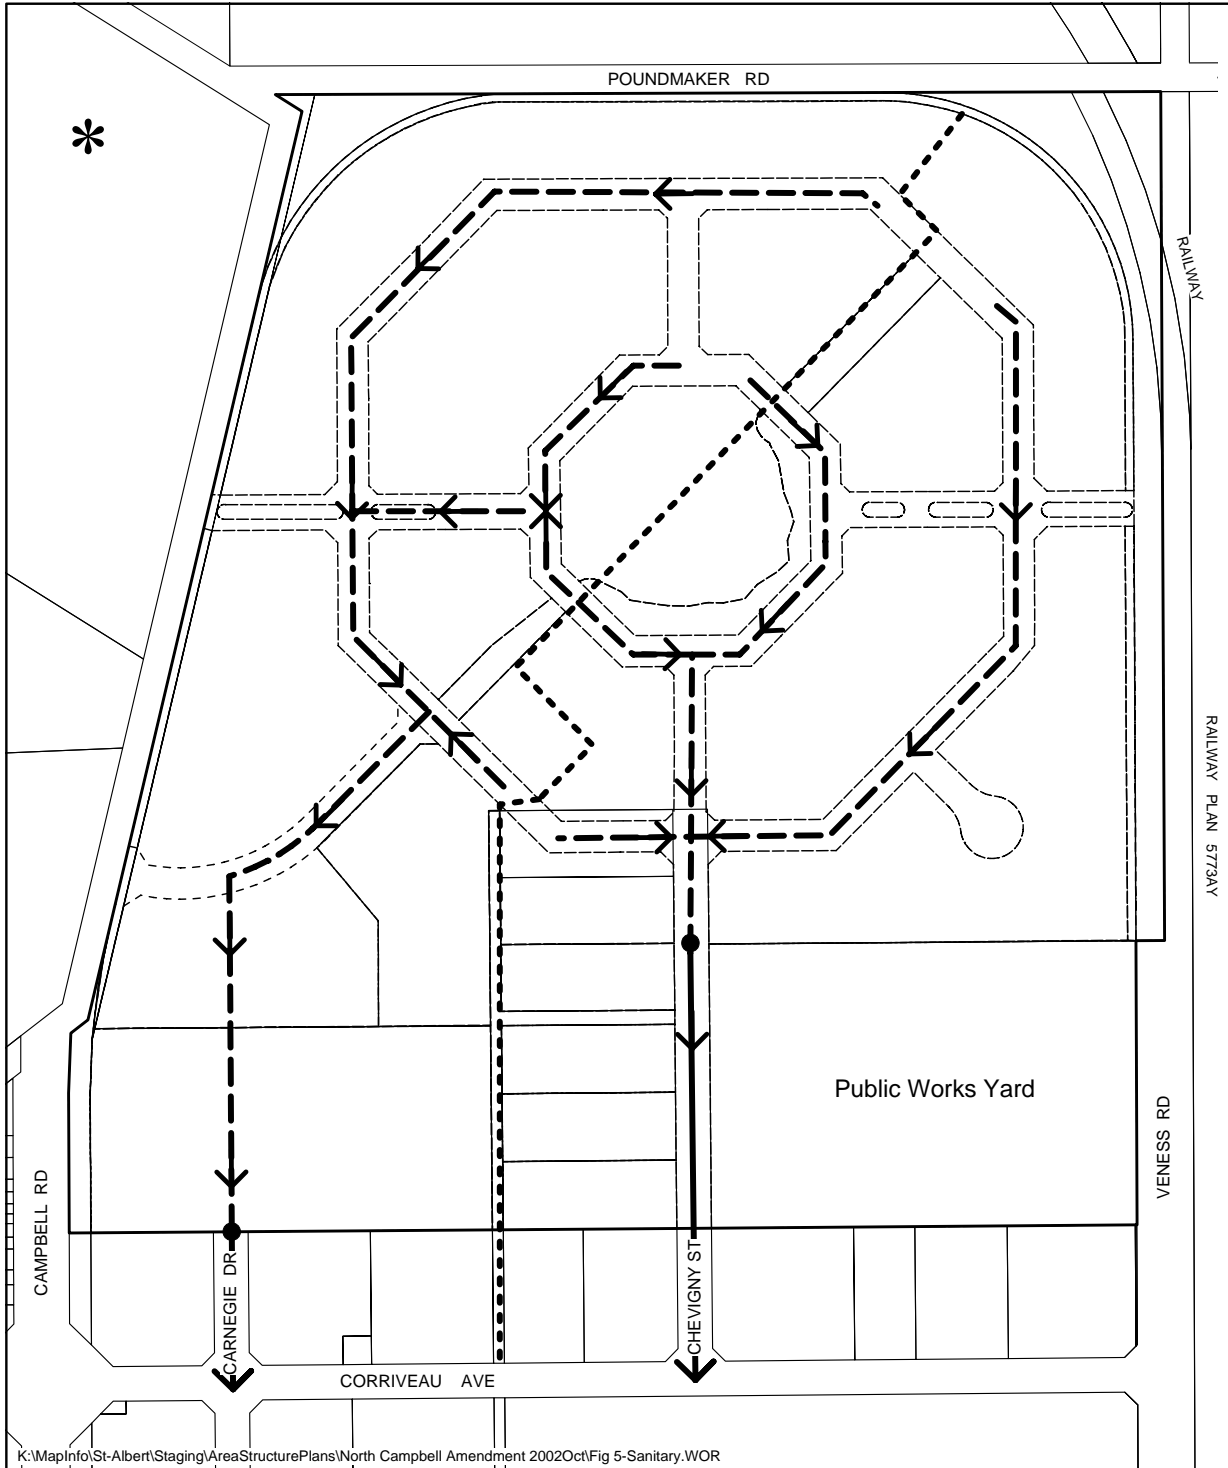 POUNDMAKER RD
*
RAILWAY
RAILWAY PLAN 5773AY
Public Works Yard
VENESS RD
CAMPBELL RD
CARNEGIE DR
CHEVIGNY ST
CORRIVEAU AVE
K:\MapInfo\St-Albert\Staging\AreaStructurePlans\North Campbell Amendment 2002Oct\Fig 5-Sanitary.WOR